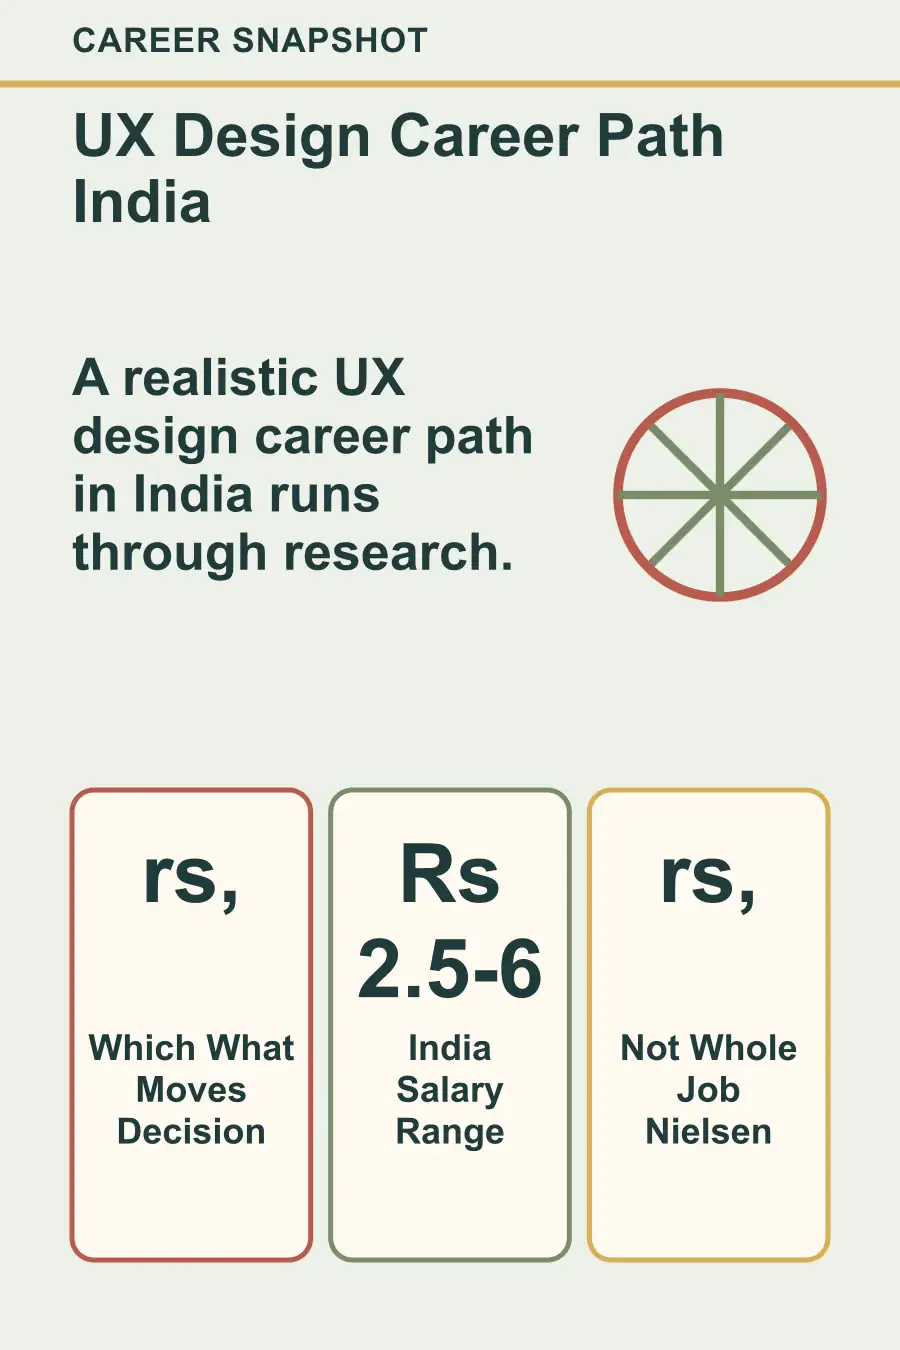 CAREER SNAPSHOT
UX Design Career Path
India
A realistic UX
design career path
in India runs
through research.
rs,
Which What
Moves
Decision
Rs
2.5-6
India
Salary
Range
rs,
Not Whole
Job
Nielsen